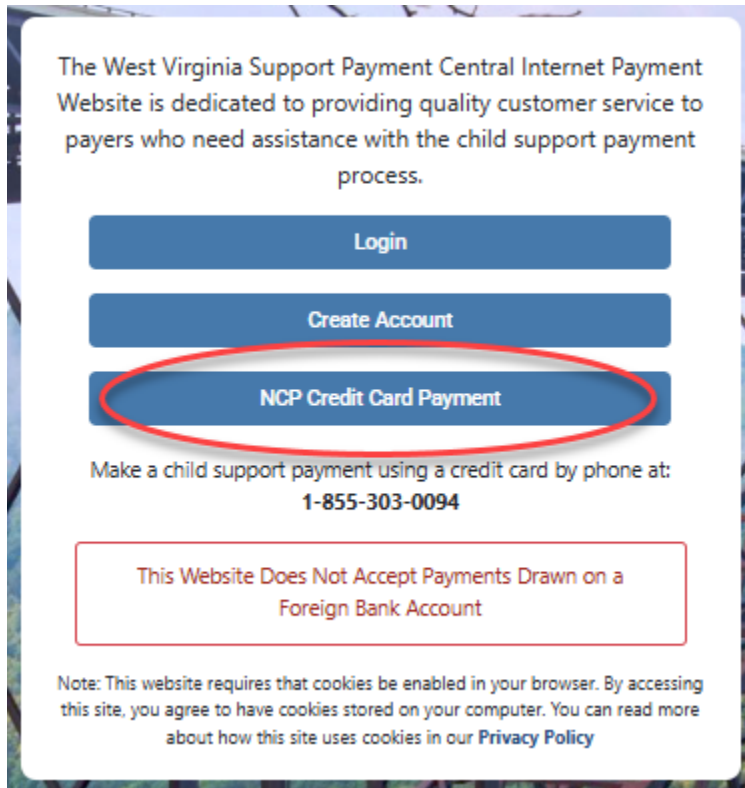 The West Virginia Support Payment Central Internet Payment
Website is dedicated to providing quality customer service to
payers who need assistance with the child support payment
process.
Login
Create Account
NCP Credit Card Payment
Make a child support payment using a credit card by phone at:
1-855-303-0094
This Website Does Not Accept Payments Drawn on a
Foreign Bank Account
Note: This website requires that cookies be enabled in your browser. By accessing
this site, you agree to have cookies stored on your computer. You can read more
about how this site uses cookies in our Privacy Policy